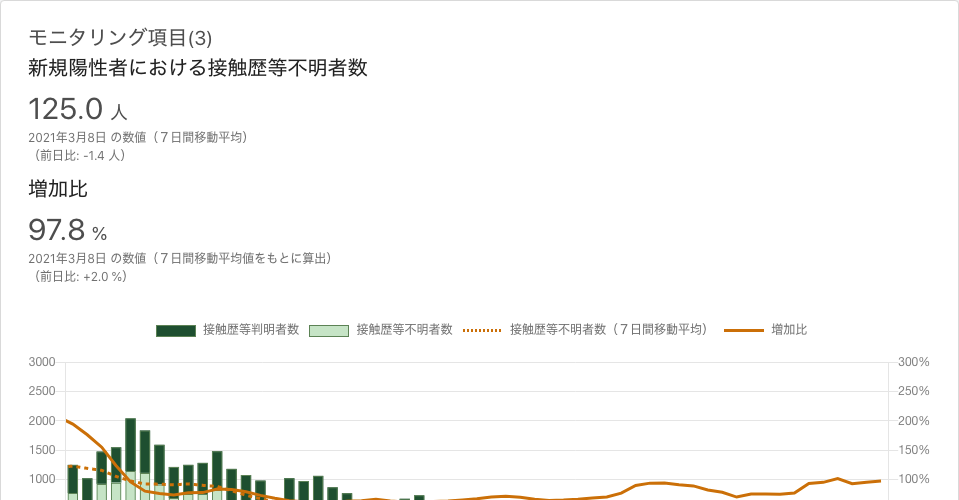 モニタリング項目(3)
新規陽性者における接触歴等不明者数
125.0 人
2021年3月8日 の数値（７日間移動平均）
（前日比: -1.4 人）
増加比
97.8 %
2021年3月8日 の数値（７日間移動平均値をもとに算出）
（前日比: +2.0 %）
接触歴等判明者数 接触歴等不明者数 接触歴等不明者数（７日間移動平均） 増加比
3000 300%
2500 250%
2000 200%
1500 150%
1000 100%